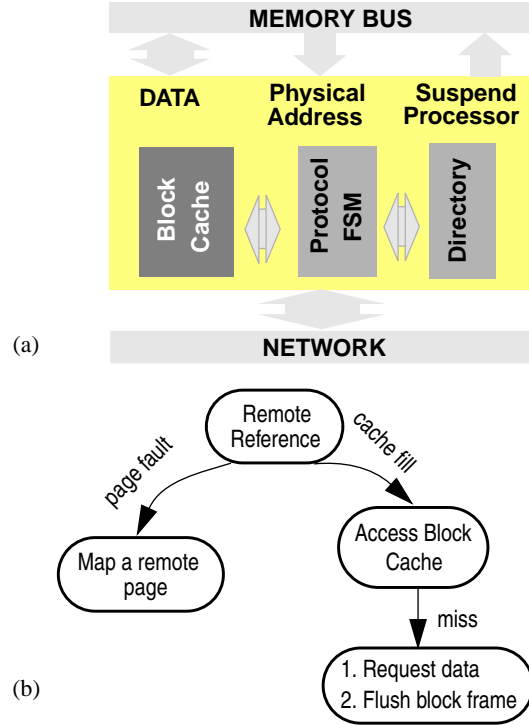 MEMORY BUS
DATA
Physical
Address
Suspend
Processor
Block
Cache
Protocol
FSM
Directory
(a)
NETWORK
Remote
Reference
page fault
cache fill
Map a remote
page
Access Block
Cache
miss
1. Request data
2. Flush block frame
(b)